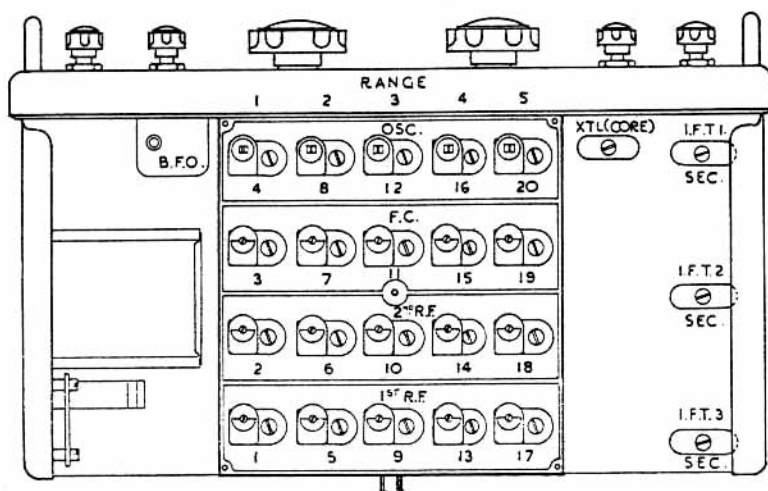 RANGE
1 2 3 4 5
OSC.
XTL(CORE)
I.F.T 1.
B.F.O.
4 8 12 16 20
SEC.
F.C.
3 7 11 15 19
I.F.T. 2
SEC.
2ND R.F.
2 6 10 14 18
1ST R.F.
I.F.T. 3
1 5 9 13 17
SEC.